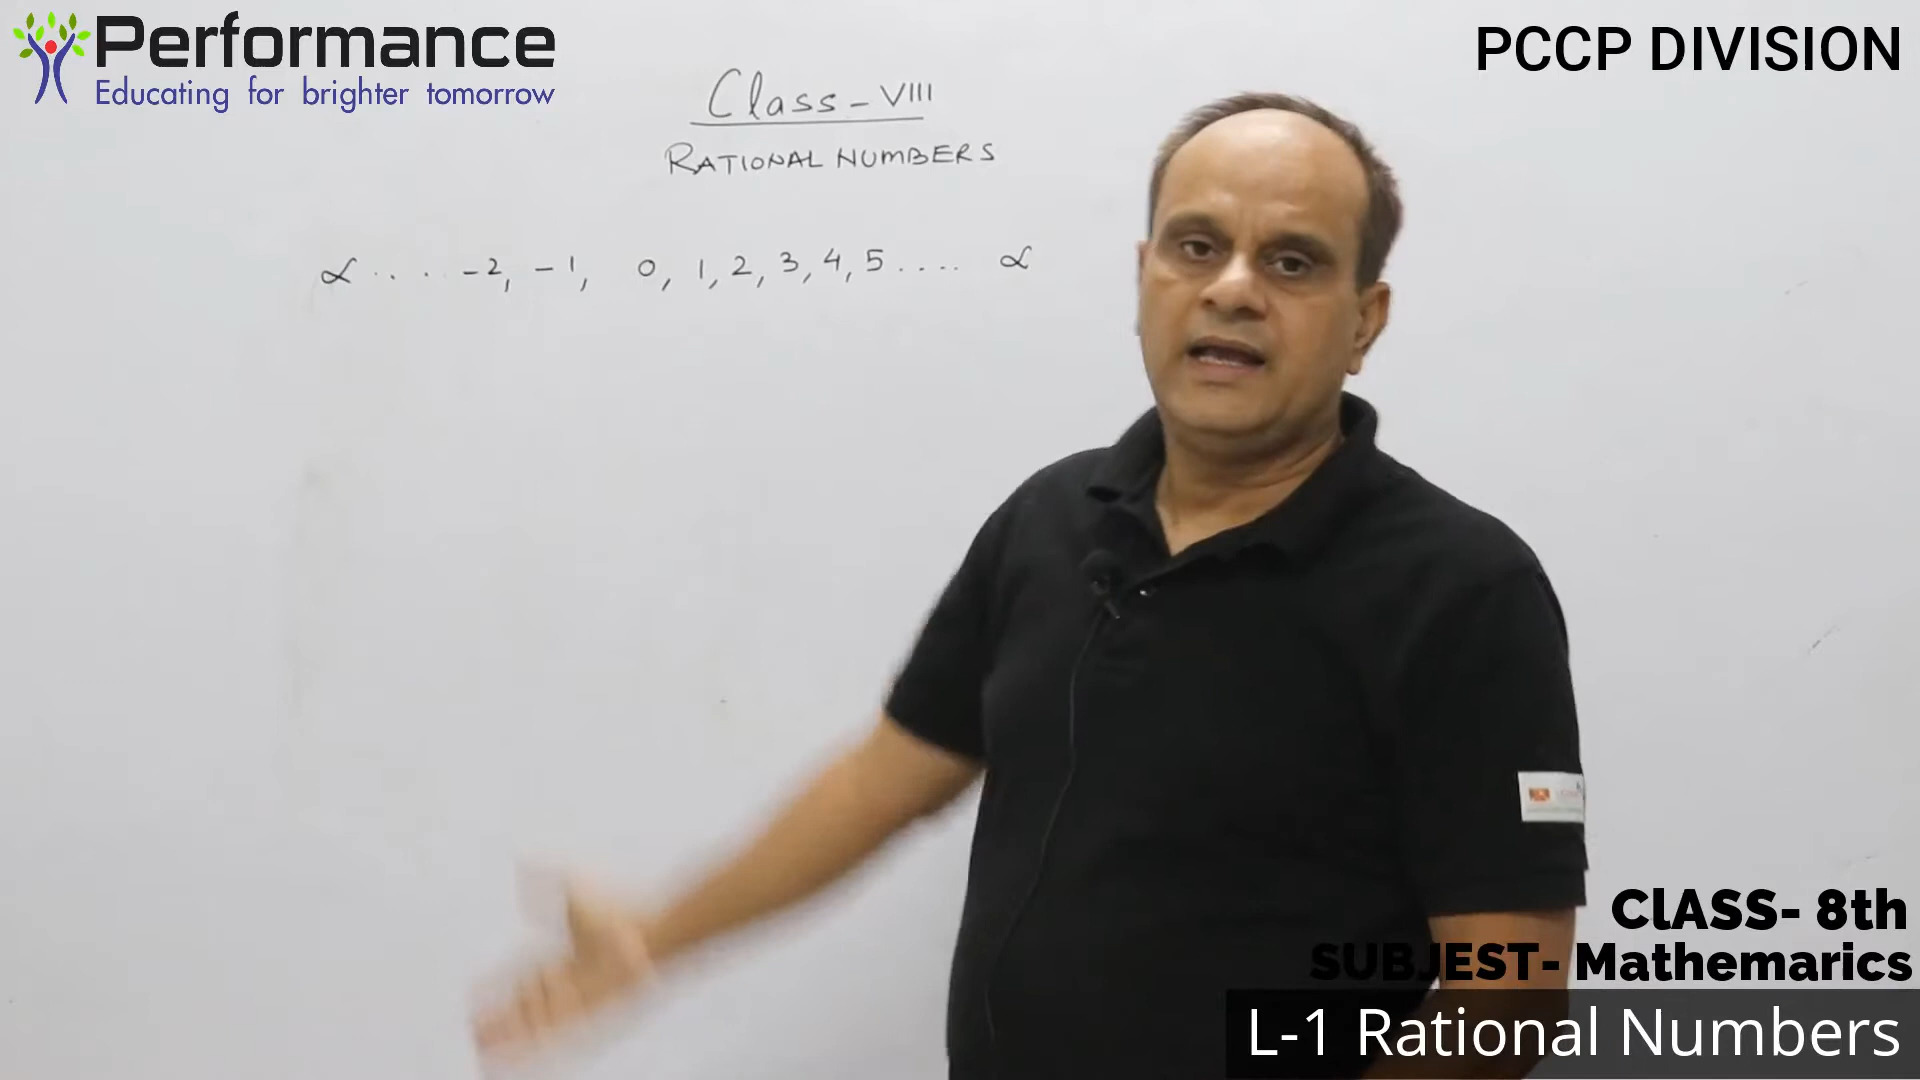 Performance
Educating for brighter tomorrow
PCCP DIVISION
Class - VIII
RATIONAL NUMBERS
∝ . . . -2, -1, 0, 1, 2, 3, 4, 5 . . . . ∝
ClASS- 8th
SUBJEST- Mathemarics
L-1 Rational Numbers